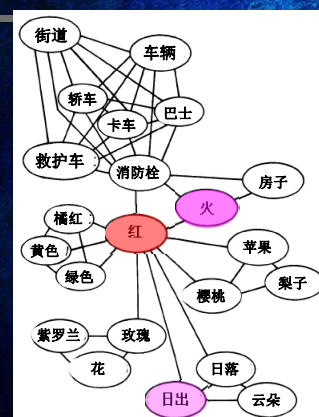 街道
车辆
轿车
巴士
卡车
救护车
消防栓
房子
火
橘红
红
黄色
苹果
绿色
樱桃
梨子
紫罗兰
玫瑰
花
日落
日出
云朵